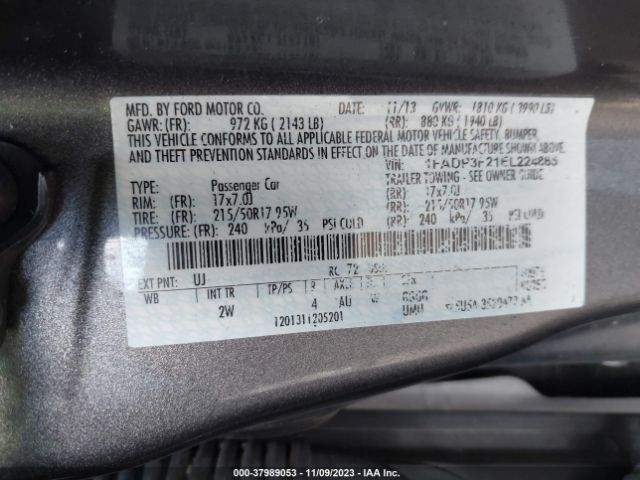 MFD. BY FORD MOTOR CO. DATE: 11/13 GVWR: 1810 KG ( 3990 LB)
GAWR: (FR): 972 KG ( 2143 LB) (RR): 880 KG ( 1940 LB)
THIS VEHICLE CONFORMS TO ALL APPLICABLE FEDERAL MOTOR VEHICLE SAFETY, BUMPER,
AND THEFT PREVENTION STANDARDS IN EFFECT ON THE DATE OF MANUFACTURE SHOWN ABOVE.
VIN:
TYPE: Passenger Car TRAILER TOWING - SEE OWNER GUIDE
RIM: (FR): 17x7.0J (RR): 17x7.0J
TIRE: (FR): 215/50R17 95W (RR): 215/50R17 95W
PRESSURE: (FR): 240 kPa/ 35 PSI COLD (RR): 240 kPa/ 35 PSI COLD
EXT PNT: UJ RC: 72
WB INT TR TP/PS R AXLE
2W 4 AU
1201311205201
000-37989053 - 11/09/2023 - IAA Inc.